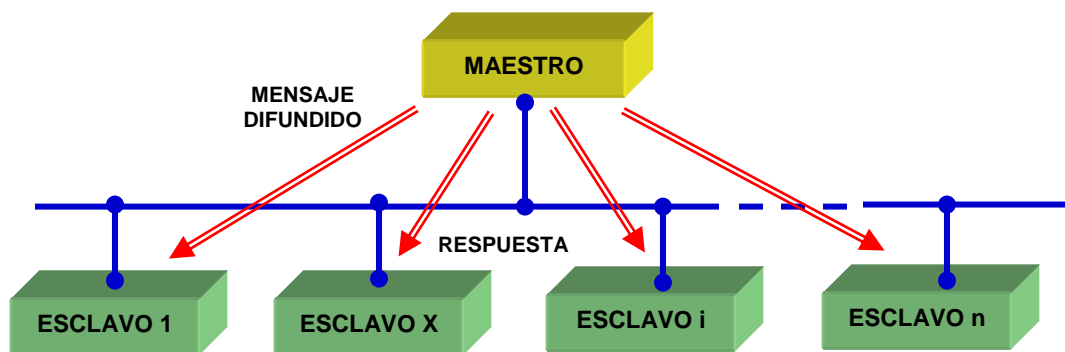 MAESTRO
MENSAJE
DIFUNDIDO
RESPUESTA
ESCLAVO 1
ESCLAVO X
ESCLAVO i
ESCLAVO n